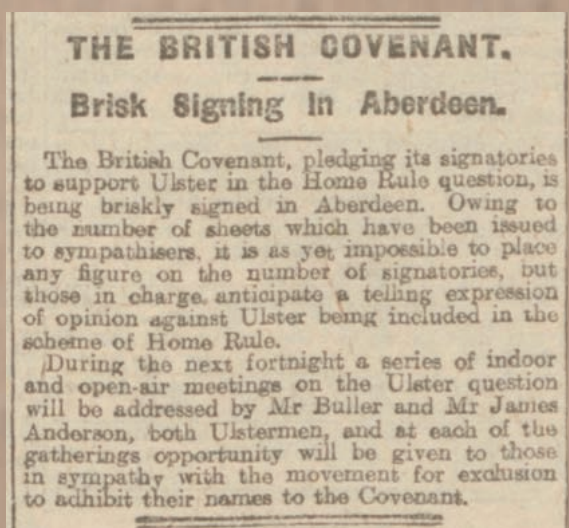 THE BRITISH COVENANT.
Brisk Signing In Aberdeen.
The British Covenant, pledging its signatories
to support Ulster in the Home Rule question, is
being briskly signed in Aberdeen. Owing to
the number of sheets which have been issued
to sympathisers, it is as yet impossible to place
any figure on the number of signatories, but
those in charge anticipate a telling expression
of opinion against Ulster being included in the
scheme of Home Rule.
During the next fortnight a series of indoor
and open-air meetings on the Ulster question
will be addressed by Mr Buller and Mr James
Anderson, both Ulstermen, and at each of the
gatherings opportunity will be given to those
in sympathy with the movement for exclusion
to adhibit their names to the Covenant.